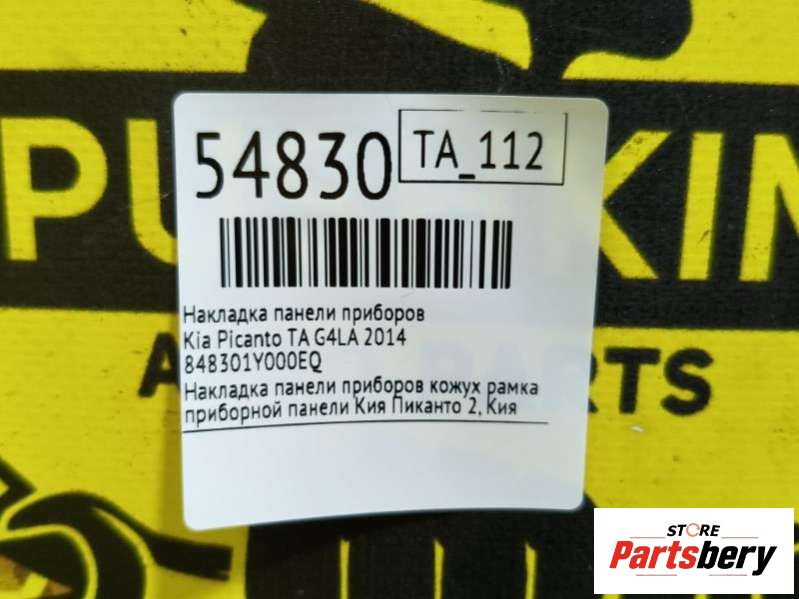 54830
TA_112
Накладка панели приборов
Kia Picanto TA G4LA 2014
848301Y000EQ
Накладка панели приборов кожух рамка
приборной панели Кия Пиканто 2, Кия
STORE
Partsbery